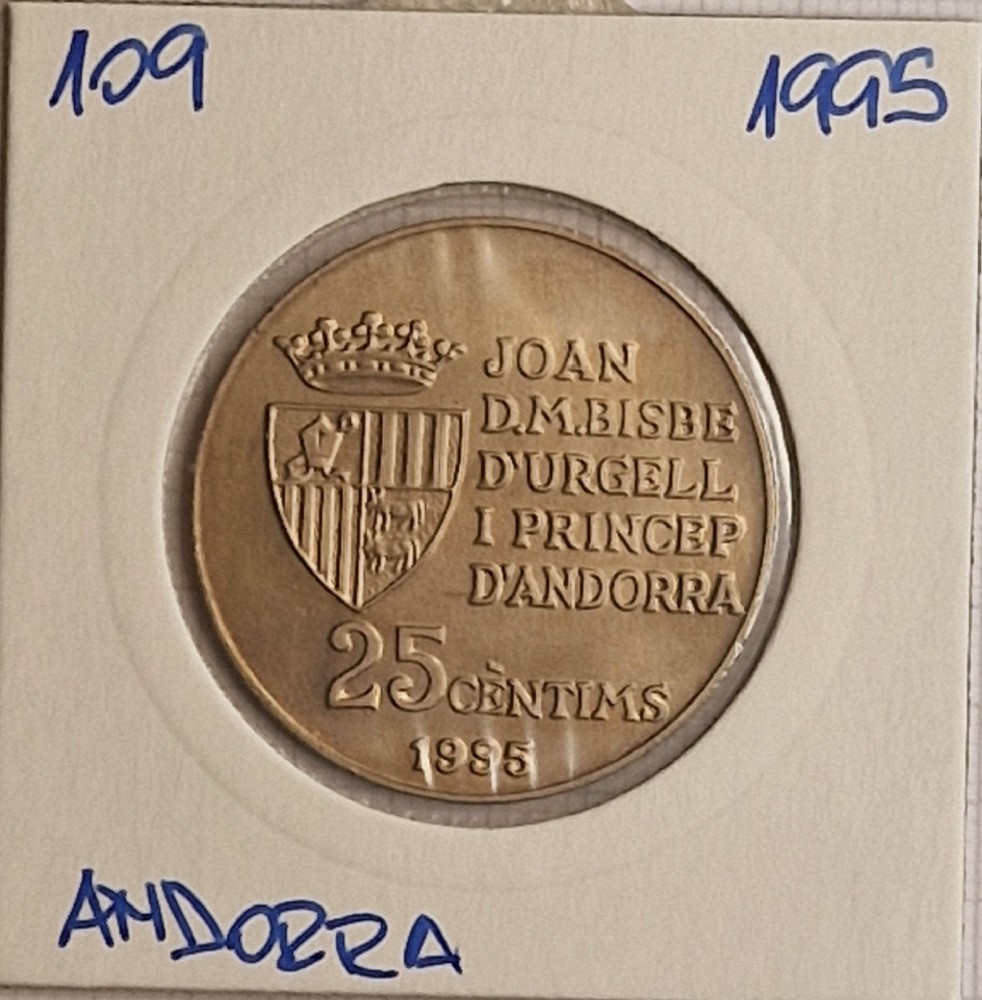 109
1995
JOAN
D.M.BISBE
D'URGELL
I PRINCEP
D'ANDORRA
25 CÈNTIMS
1995
ANDORRA